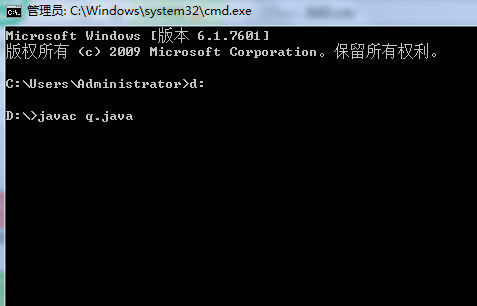 管理员: C:\Windows\system32\cmd.exe
Microsoft Windows [版本 6.1.7601]
版权所有 (c) 2009 Microsoft Corporation。保留所有权利。
C:\Users\Administrator>d:
D:\>javac q.java